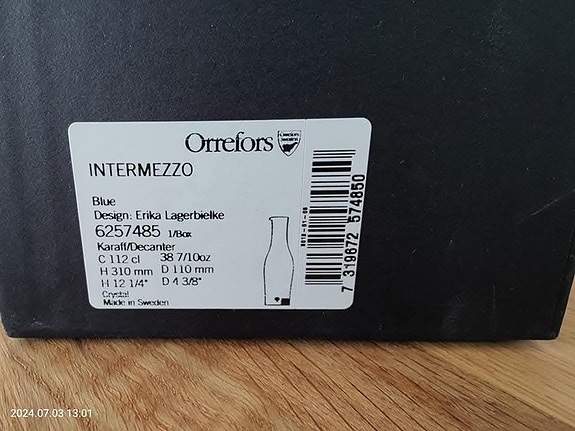 Orrefors
INTERMEZZO
Blue
Design: Erika Lagerbielke
6257485 1/Box
Karaff/Decanter
C 112 cl 38 7/10oz
H 310 mm D 110 mm
H 12 1/4" D 4 3/8"
Crystal
Made in Sweden
7 319672 574850
2024.07.03 13:01